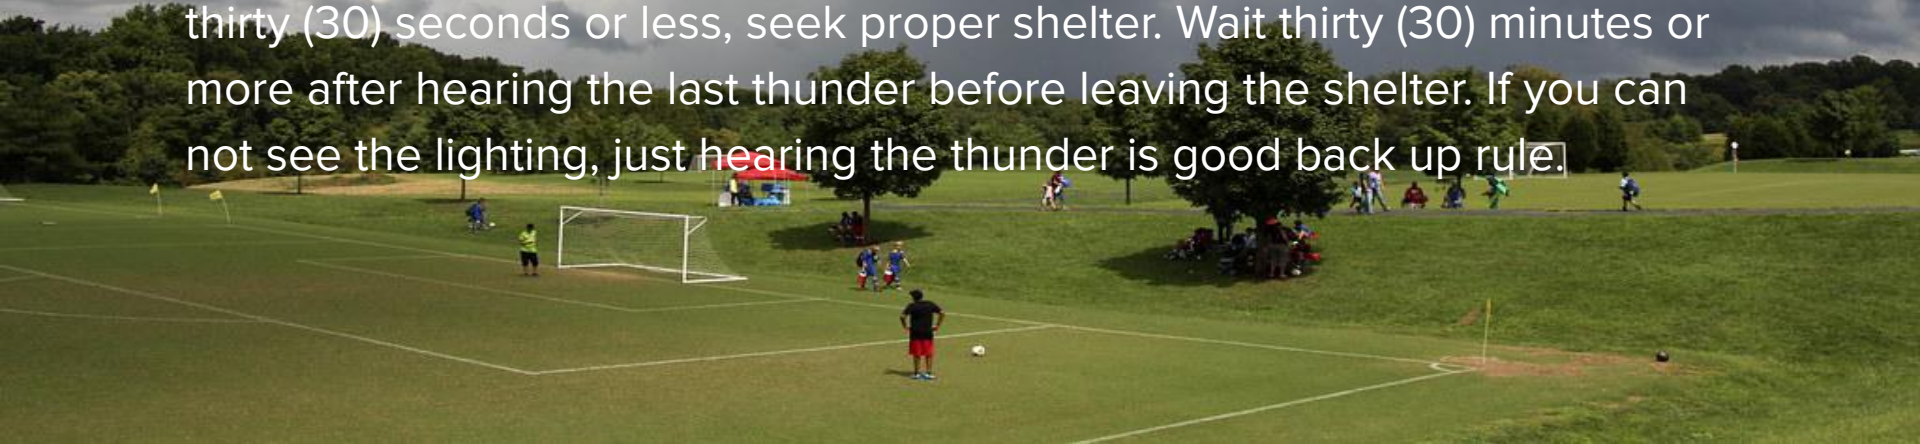 thirty (30) seconds or less, seek proper shelter. Wait thirty (30) minutes or
more after hearing the last thunder before leaving the shelter. If you can
not see the lighting, just hearing the thunder is good back up rule.